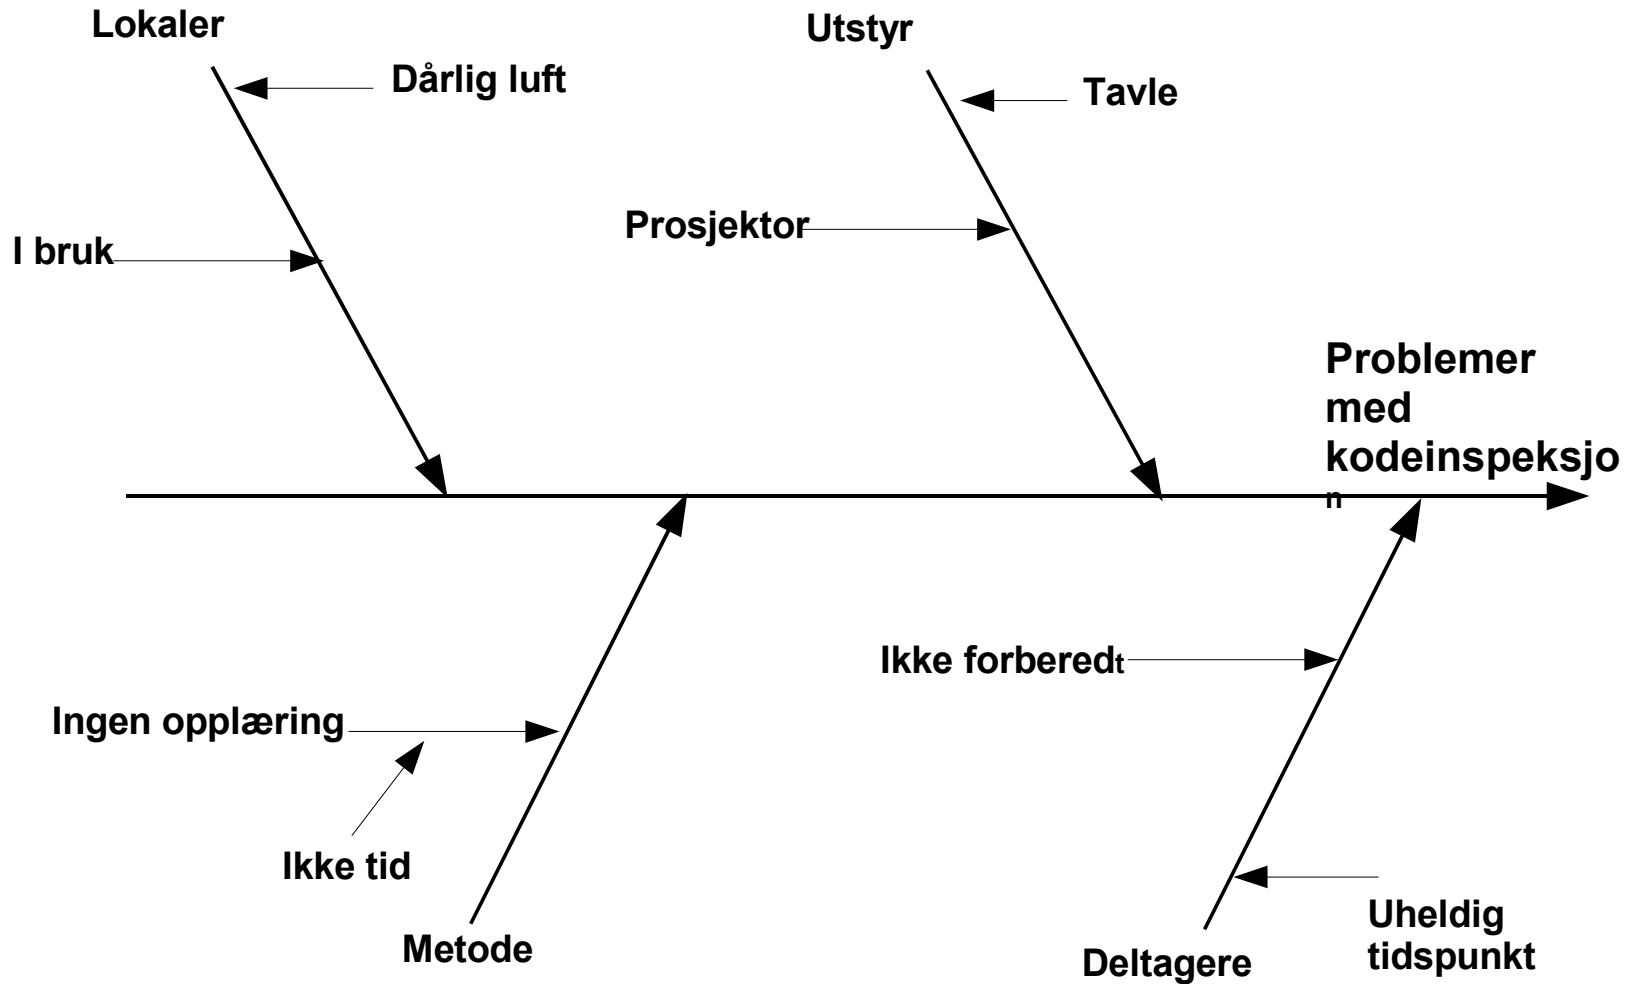 Lokaler
Utstyr
Dårlig luft
Tavle
Prosjektor
I bruk
Problemer
med
kodeinspeksjo
n
Ikke forberedt
Ingen opplæring
Ikke tid
Metode
Uheldig
tidspunkt
Deltagere